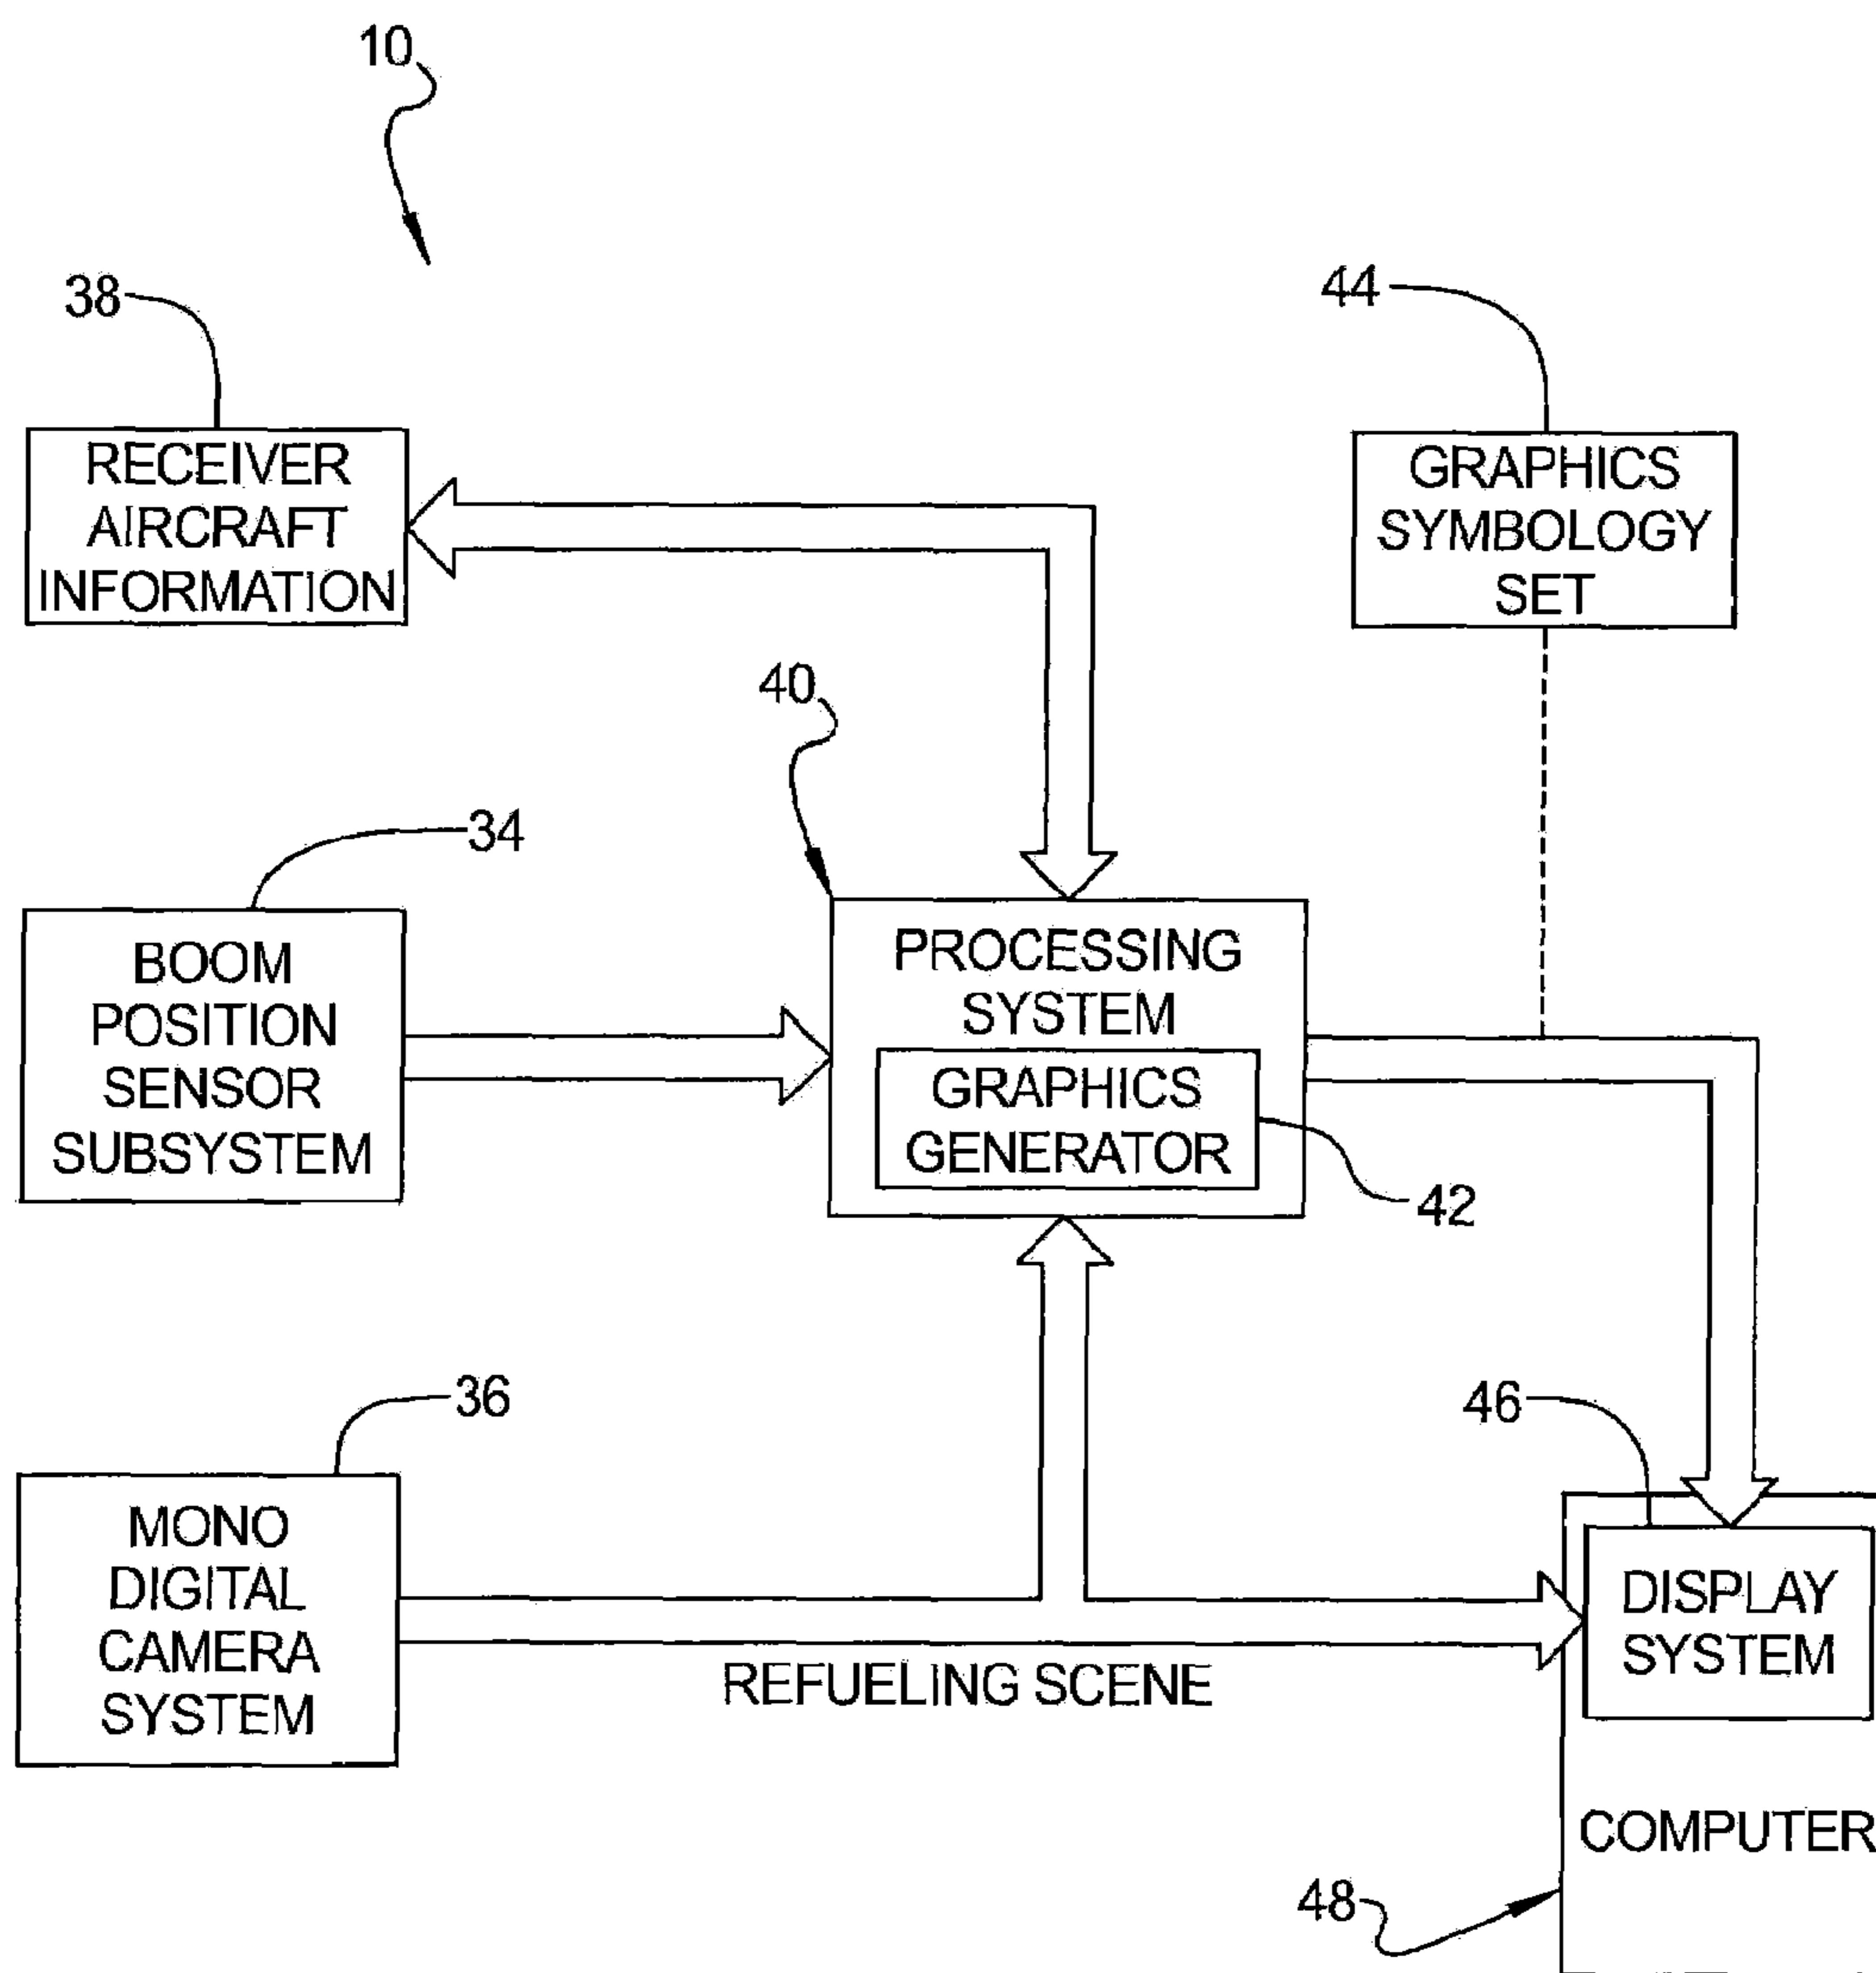 10
38
44
RECEIVER
AIRCRAFT
INFORMATION
GRAPHICS
SYMBOLOGY
SET
40
34
BOOM
POSITION
SENSOR
SUBSYSTEM
PROCESSING
SYSTEM
GRAPHICS
GENERATOR
42
36
46
MONO
DIGITAL
CAMERA
SYSTEM
REFUELING SCENE
DISPLAY
SYSTEM
COMPUTER
48